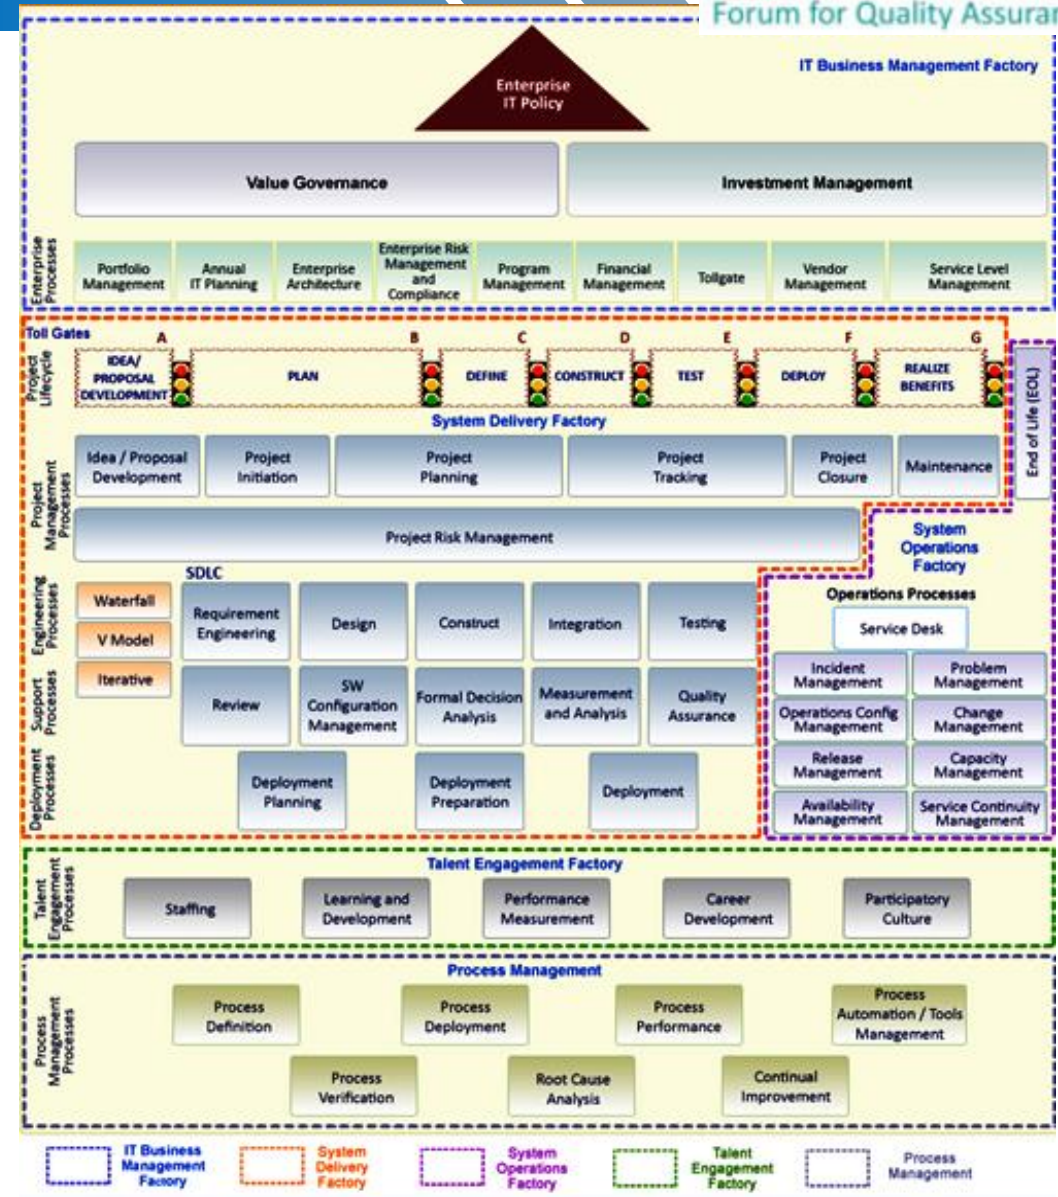 Forum for Quality Assuran
IT Business Management Factory
Enterprise
IT Policy
Value Governance
Investment Management
Enterprise
Processes
Portfolio
Management
Annual
IT Planning
Enterprise
Architecture
Enterprise Risk
Management
and
Compliance
Program
Management
Financial
Management
Tollgate
Vendor
Management
Service Level
Management
Toll Gates
A
B
C
D
E
F
G
Project
Lifecycle
IDEA/
PROPOSAL
DEVELOPMENT
PLAN
DEFINE
CONSTRUCT
TEST
DEPLOY
REALIZE
BENEFITS
End of Life (EOL)
System Delivery Factory
Project
Management
Processes
Idea / Proposal
Development
Project
Initiation
Project
Planning
Project
Tracking
Project
Closure
Maintenance
Project Risk Management
System
Operations
Factory
SDLC
Engineering
Processes
Waterfall
V Model
Iterative
Requirement
Engineering
Design
Construct
Integration
Testing
Support
Processes
Review
SW
Configuration
Management
Formal Decision
Analysis
Measurement
and Analysis
Quality
Assurance
Deployment
Processes
Deployment
Planning
Deployment
Preparation
Deployment
Operations Processes
Service Desk
Incident
Management
Problem
Management
Operations Config
Management
Change
Management
Release
Management
Capacity
Management
Availability
Management
Service Continuity
Management
Talent Engagement Factory
Talent
Engagement
Processes
Staffing
Learning and
Development
Performance
Measurement
Career
Development
Participatory
Culture
Process Management
Process
Management
Processes
Process
Definition
Process
Deployment
Process
Performance
Process
Automation / Tools
Management
Process
Verification
Root Cause
Analysis
Continual
Improvement
IT Business
Management
Factory
System
Delivery
Factory
System
Operations
Factory
Talent
Engagement
Factory
Process
Management